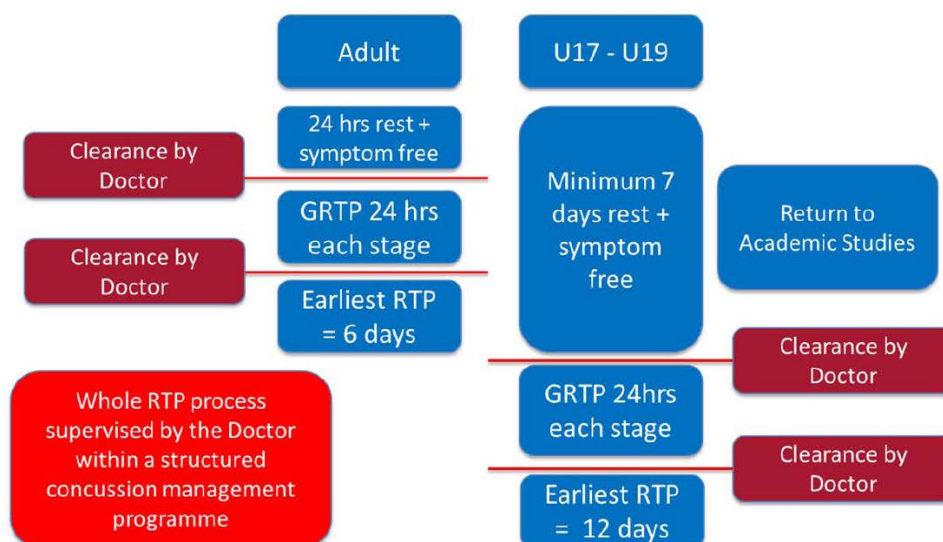 Adult
U17 - U19
24 hrs rest +
symptom free
Clearance by
Doctor
GRTP 24 hrs
each stage
Clearance by
Doctor
Earliest RTP
= 6 days
Minimum 7
days rest +
symptom
free
Return to
Academic Studies
Clearance by
Doctor
GRTP 24hrs
each stage
Clearance by
Doctor
Earliest RTP
= 12 days
Whole RTP process
supervised by the Doctor
within a structured
concussion management
programme